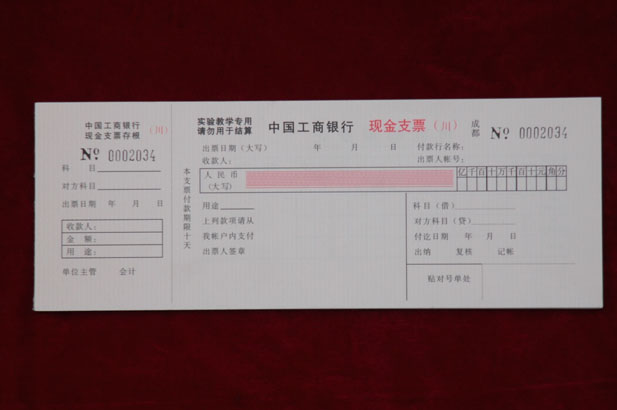 中国工商银行
现金支票存根
（川）
No. 0002034
科 目
对方科目
出票日期 年 月 日
收款人：
金 额：
用 途：
单位主管 会计
本支票付款期限十天
实验教学专用
请勿用于结算
中国工商银行 现金支票（川） 成都 No. 0002034
出票日期（大写） 年 月 日 付款行名称：
收款人： 出票人账号：
人民币
（大写）
亿千百十万千百十元角分
用途
上列款项请从
我帐户内支付
出票人签章
科目（借）
对方科目（贷）
付讫日期 年 月 日
出纳 复核 记帐
贴对号单处